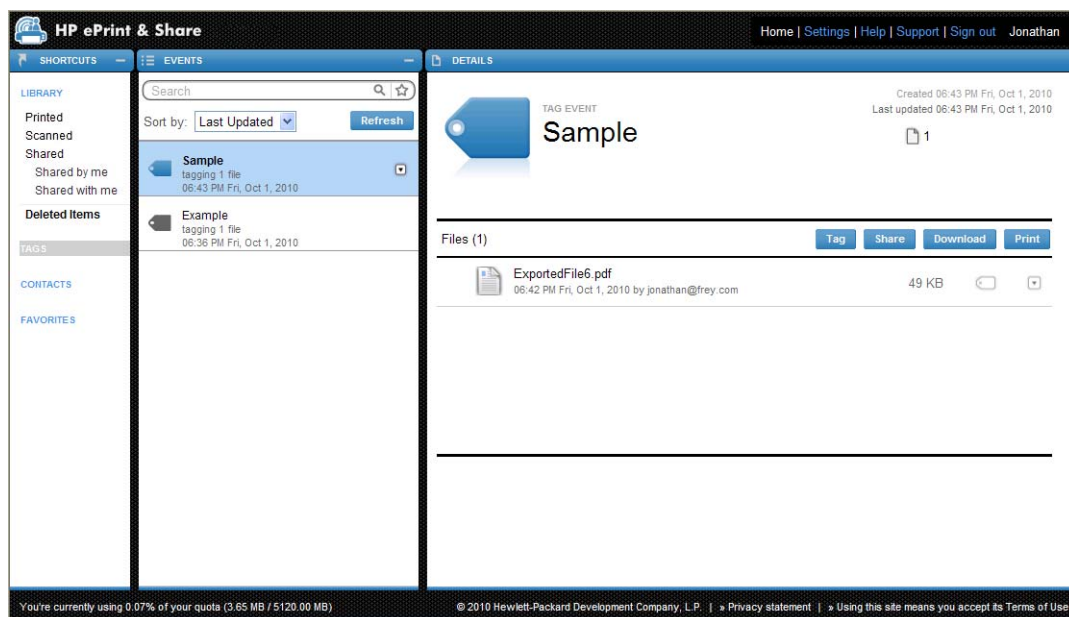 HP ePrint & Share
Home | Settings | Help | Support | Sign out Jonathan
SHORTCUTS
LIBRARY
Printed
Scanned
Shared
Shared by me
Shared with me
Deleted Items
TAGS
CONTACTS
FAVORITES
EVENTS
Search
Sort by: Last Updated Refresh
Sample
tagging 1 file
06:43 PM Fri, Oct 1, 2010
Example
tagging 1 file
06:36 PM Fri, Oct 1, 2010
DETAILS
TAG EVENT
Sample
Created 06:43 PM Fri, Oct 1, 2010
Last updated 06:43 PM Fri, Oct 1, 2010
1
Files (1) Tag Share Download Print
ExportedFile6.pdf 49 KB
06:42 PM Fri, Oct 1, 2010 by jonathan@frey.com
You're currently using 0.07% of your quota (3.65 MB / 5120.00 MB)
© 2010 Hewlett-Packard Development Company, L.P. | » Privacy statement | » Using this site means you accept its Terms of Use